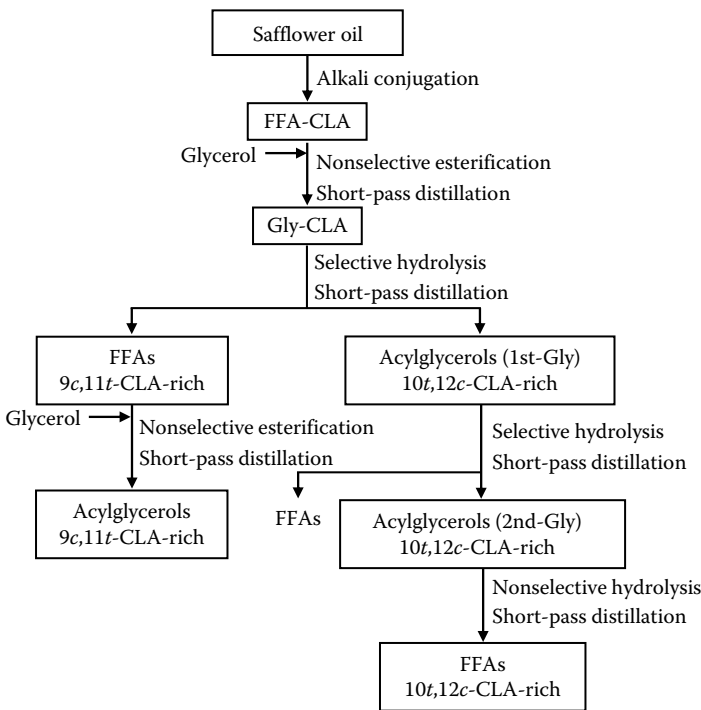 Safflower oil
Alkali conjugation
FFA-CLA
Glycerol
Nonselective esterification
Short-pass distillation
Gly-CLA
Selective hydrolysis
Short-pass distillation
FFAs
9c,11t-CLA-rich
Acylglycerols (1st-Gly)
10t,12c-CLA-rich
Glycerol
Nonselective esterification
Short-pass distillation
Selective hydrolysis
Short-pass distillation
Acylglycerols
9c,11t-CLA-rich
FFAs
Acylglycerols (2nd-Gly)
10t,12c-CLA-rich
Nonselective hydrolysis
Short-pass distillation
FFAs
10t,12c-CLA-rich